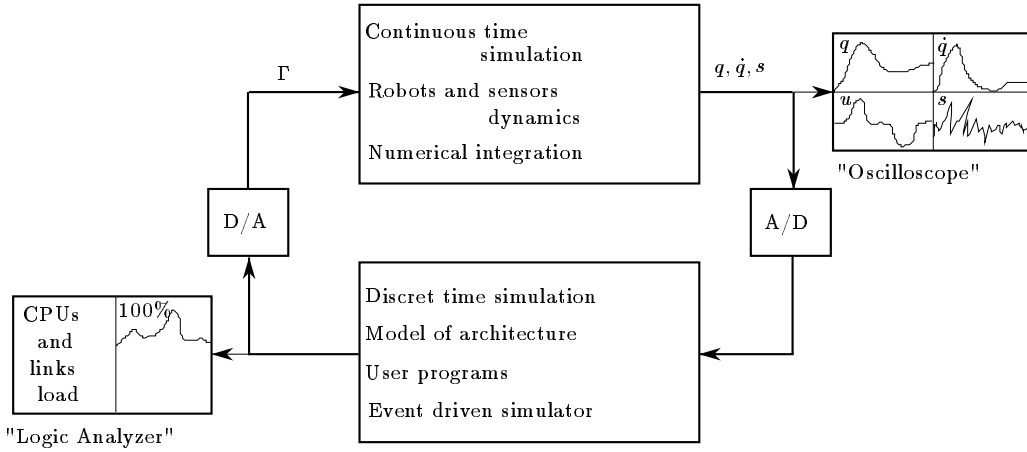 Continuous time
simulation
Robots and sensors
dynamics
Numerical integration
Γ
q, q̇, s
q
q̇
u
s
"Oscilloscope"
D/A
A/D
Discret time simulation
Model of architecture
User programs
Event driven simulator
CPUs
and
links
load
100%
"Logic Analyzer"